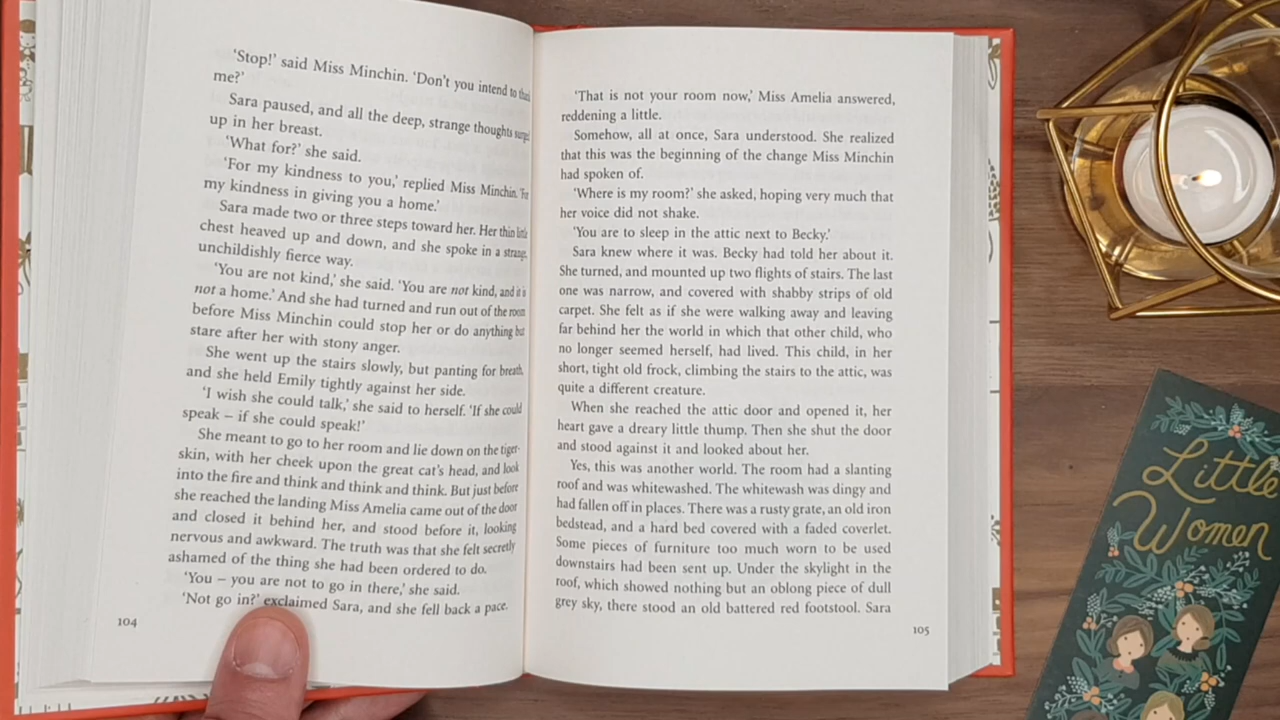 ‘Stop!’ said Miss Minchin. ‘Don't you intend to thank
me?’
Sara paused, and all the deep, strange thoughts surged
up in her breast.
‘What for?’ she said.
‘For my kindness to you,’ replied Miss Minchin. ‘For
my kindness in giving you a home.’
Sara made two or three steps toward her. Her thin little
chest heaved up and down, and she spoke in a strange,
unchildishly fierce way.
‘You are not kind,’ she said. ‘You are not kind, and it is
not a home.’ And she had turned and run out of the room
before Miss Minchin could stop her or do anything but
stare after her with stony anger.
She went up the stairs slowly, but panting for breath,
and she held Emily tightly against her side.
‘I wish she could talk,’ she said to herself. ‘If she could
speak – if she could speak!’
She meant to go to her room and lie down on the tiger-
skin, with her cheek upon the great cat's head, and look
into the fire and think and think and think. But just before
she reached the landing Miss Amelia came out of the door
and closed it behind her, and stood before it, looking
nervous and awkward. The truth was that she felt secretly
ashamed of the thing she had been ordered to do.
‘You – you are not to go in there,’ she said.
‘Not go in?’ exclaimed Sara, and she fell back a pace.
104
‘That is not your room now,’ Miss Amelia answered,
reddening a little.
Somehow, all at once, Sara understood. She realized
that this was the beginning of the change Miss Minchin
had spoken of.
‘Where is my room?’ she asked, hoping very much that
her voice did not shake.
‘You are to sleep in the attic next to Becky.’
Sara knew where it was. Becky had told her about it.
She turned, and mounted up two flights of stairs. The last
one was narrow, and covered with shabby strips of old
carpet. She felt as if she were walking away and leaving
far behind her the world in which that other child, who
no longer seemed herself, had lived. This child, in her
short, tight old frock, climbing the stairs to the attic, was
quite a different creature.
When she reached the attic door and opened it, her
heart gave a dreary little thump. Then she shut the door
and stood against it and looked about her.
Yes, this was another world. The room had a slanting
roof and was whitewashed. The whitewash was dingy and
had fallen off in places. There was a rusty grate, an old iron
bedstead, and a hard bed covered with a faded coverlet.
Some pieces of furniture too much worn to be used
downstairs had been sent up. Under the skylight in the
roof, which showed nothing but an oblong piece of dull
grey sky, there stood an old battered red footstool. Sara
105
Little
Women